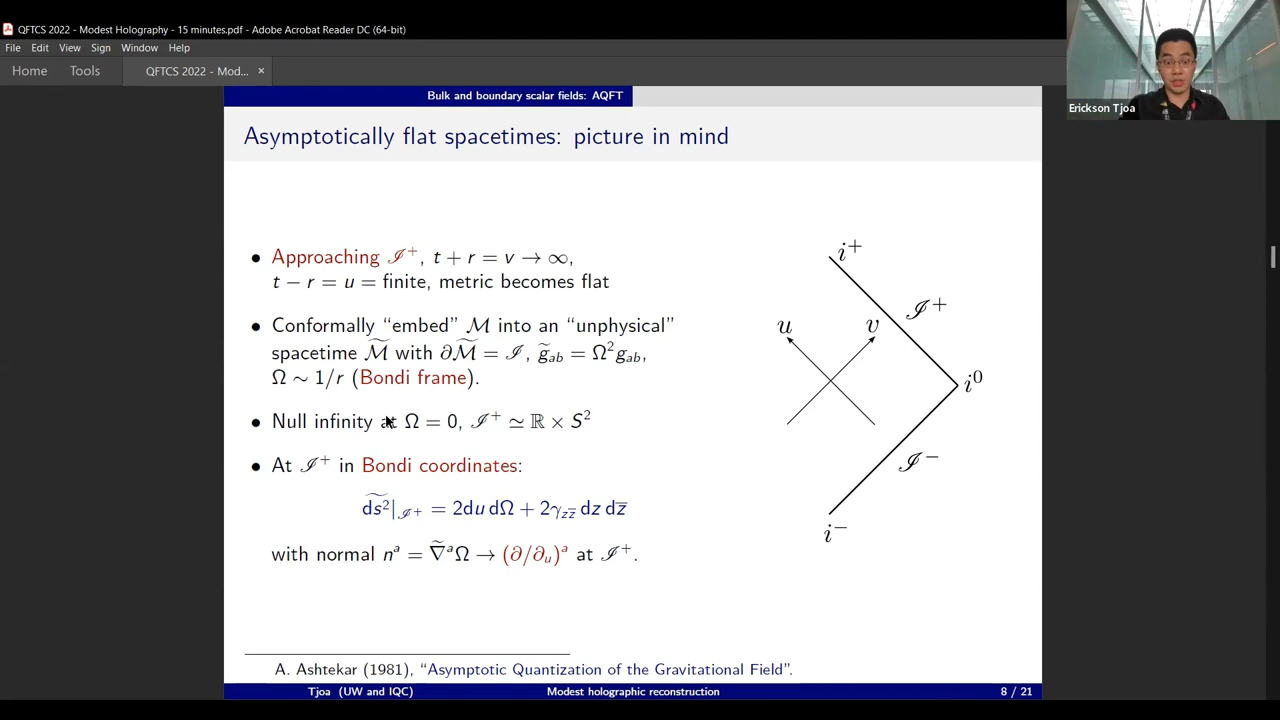 QFTCS 2022 - Modest Holography - 15 minutes.pdf - Adobe Acrobat Reader DC (64-bit)
File Edit View Sign Window Help
Home Tools QFTCS 2022 - Mod... ×
Erickson Tjoa
Bulk and boundary scalar fields: AQFT
Asymptotically flat spacetimes: picture in mind
• Approaching ℐ⁺, t + r = v → ∞,
t − r = u = finite, metric becomes flat
• Conformally “embed” ℳ into an “unphysical”
spacetime ℳ̃ with ∂ℳ̃ = ℐ, g̃ₐᵦ = Ω²gₐᵦ,
Ω ∼ 1/r (Bondi frame).
• Null infinity at Ω = 0, ℐ⁺ ≃ ℝ × S²
• At ℐ⁺ in Bondi coordinates:
d̃s²|_ℐ⁺ = 2du dΩ + 2γ_zz̄ dz dz̄
with normal nᵃ = ∇̃ᵃΩ → (∂/∂ᵤ)ᵃ at ℐ⁺.
i⁺
ℐ⁺
u v
i⁰
ℐ⁻
i⁻
A. Ashtekar (1981), “Asymptotic Quantization of the Gravitational Field”.
Tjoa (UW and IQC) Modest holographic reconstruction 8 / 21